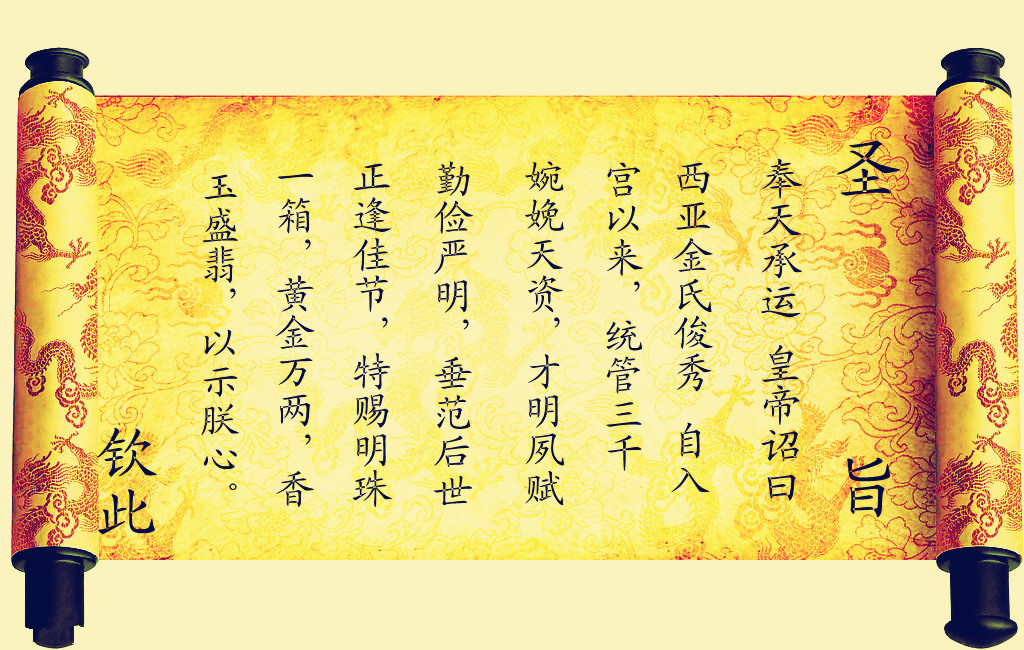 圣 旨
奉天承运 皇帝诏曰
西亚金氏俊秀 自入
宫以来，统管三千
婉娩天资，才明夙赋
勤俭严明，垂范后世
正逢佳节，特赐明珠
一箱，黄金万两，香
玉盛翡，以示朕心。
钦此